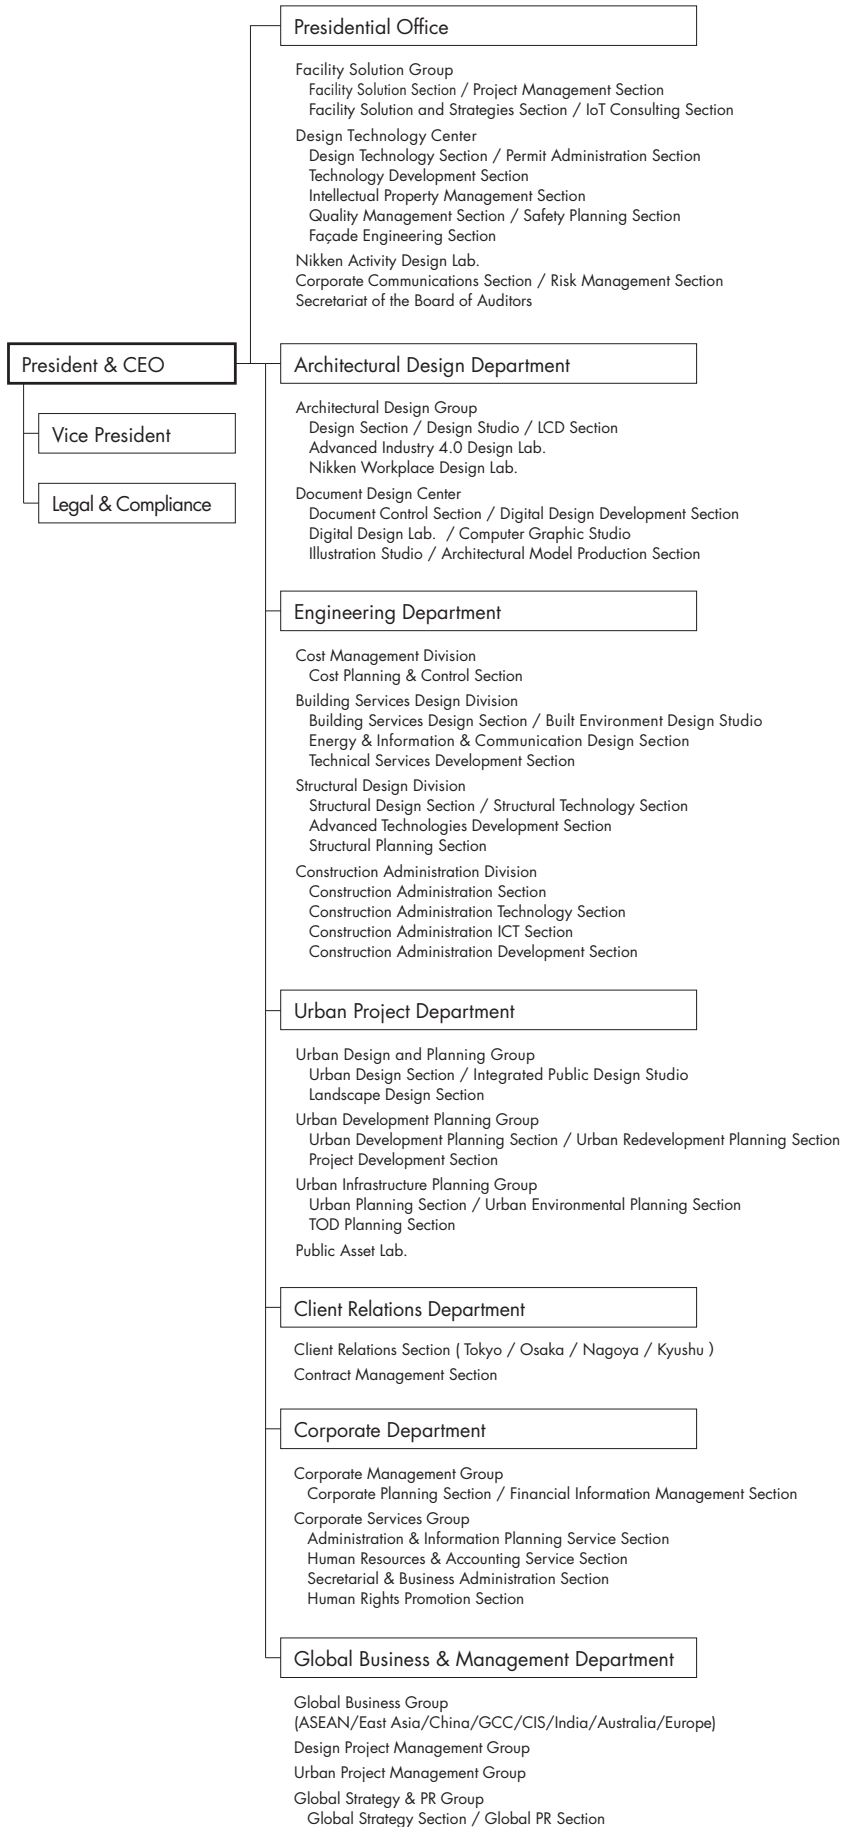 Presidential Office
Facility Solution Group
Facility Solution Section / Project Management Section
Facility Solution and Strategies Section / IoT Consulting Section
Design Technology Center
Design Technology Section / Permit Administration Section
Technology Development Section
Intellectual Property Management Section
Quality Management Section / Safety Planning Section
Façade Engineering Section
Nikken Activity Design Lab.
Corporate Communications Section / Risk Management Section
Secretariat of the Board of Auditors
President & CEO
Vice President
Legal & Compliance
Architectural Design Department
Architectural Design Group
Design Section / Design Studio / LCD Section
Advanced Industry 4.0 Design Lab.
Nikken Workplace Design Lab.
Document Design Center
Document Control Section / Digital Design Development Section
Digital Design Lab. / Computer Graphic Studio
Illustration Studio / Architectural Model Production Section
Engineering Department
Cost Management Division
Cost Planning & Control Section
Building Services Design Division
Building Services Design Section / Built Environment Design Studio
Energy & Information & Communication Design Section
Technical Services Development Section
Structural Design Division
Structural Design Section / Structural Technology Section
Advanced Technologies Development Section
Structural Planning Section
Construction Administration Division
Construction Administration Section
Construction Administration Technology Section
Construction Administration ICT Section
Construction Administration Development Section
Urban Project Department
Urban Design and Planning Group
Urban Design Section / Integrated Public Design Studio
Landscape Design Section
Urban Development Planning Group
Urban Development Planning Section / Urban Redevelopment Planning Section
Project Development Section
Urban Infrastructure Planning Group
Urban Planning Section / Urban Environmental Planning Section
TOD Planning Section
Public Asset Lab.
Client Relations Department
Client Relations Section ( Tokyo / Osaka / Nagoya / Kyushu )
Contract Management Section
Corporate Department
Corporate Management Group
Corporate Planning Section / Financial Information Management Section
Corporate Services Group
Administration & Information Planning Service Section
Human Resources & Accounting Service Section
Secretarial & Business Administration Section
Human Rights Promotion Section
Global Business & Management Department
Global Business Group
(ASEAN/East Asia/China/GCC/CIS/India/Australia/Europe)
Design Project Management Group
Urban Project Management Group
Global Strategy & PR Group
Global Strategy Section / Global PR Section